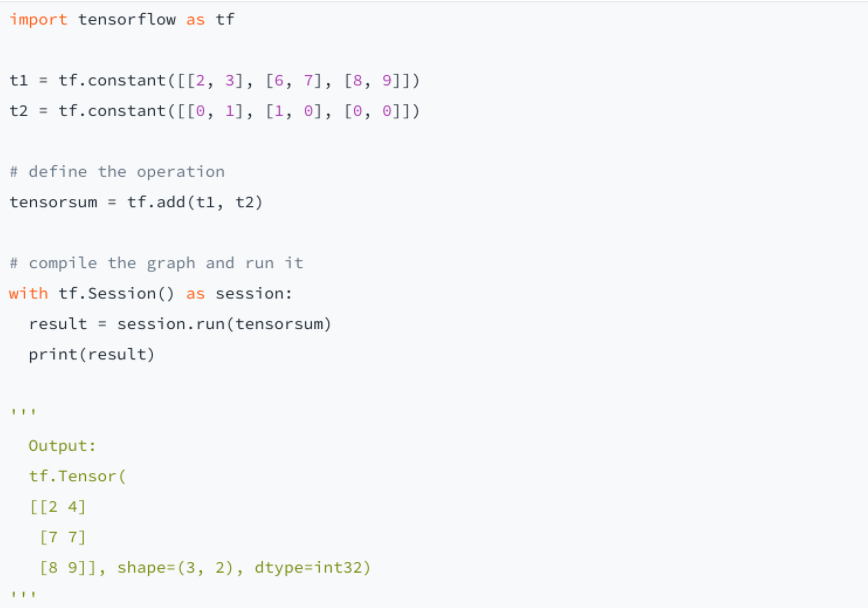 import tensorflow as tf
t1 = tf.constant([[2, 3], [6, 7], [8, 9]])
t2 = tf.constant([[0, 1], [1, 0], [0, 0]])
# define the operation
tensorsum = tf.add(t1, t2)
# compile the graph and run it
with tf.Session() as session:
  result = session.run(tensorsum)
  print(result)
'''
  Output:
  tf.Tensor(
  [[2 4]
   [7 7]
   [8 9]], shape=(3, 2), dtype=int32)
'''